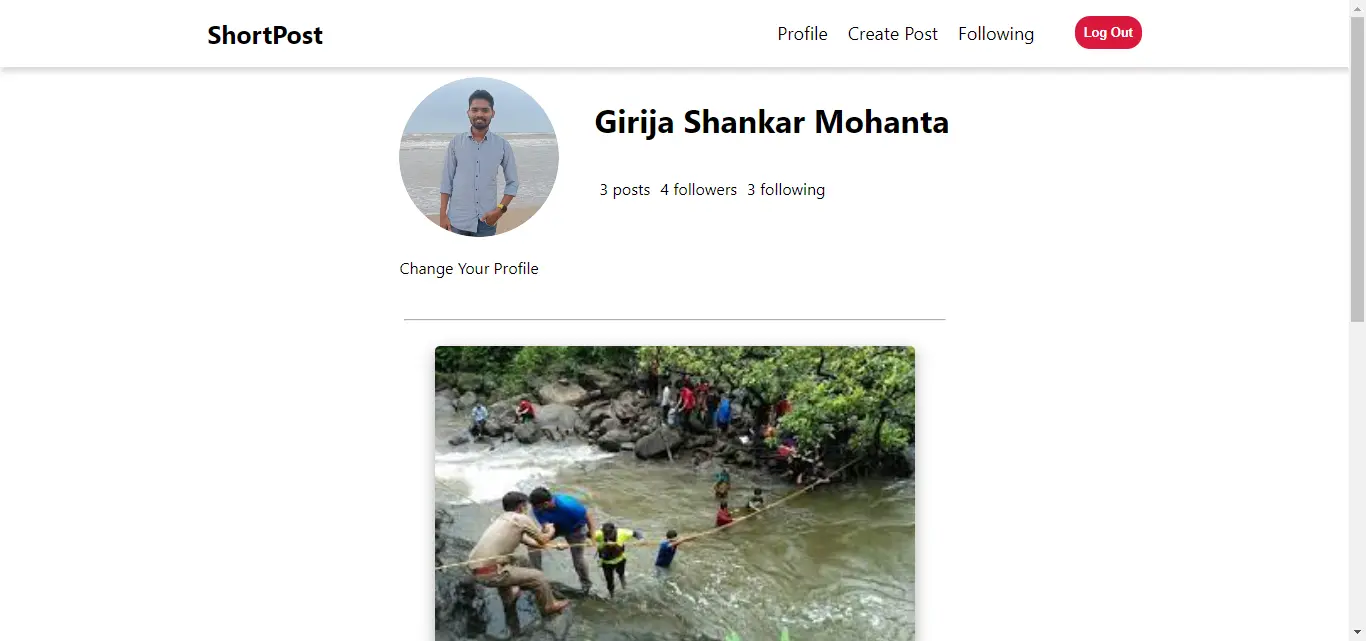 ShortPost
Profile Create Post Following Log Out
Girija Shankar Mohanta
3 posts 4 followers 3 following
Change Your Profile